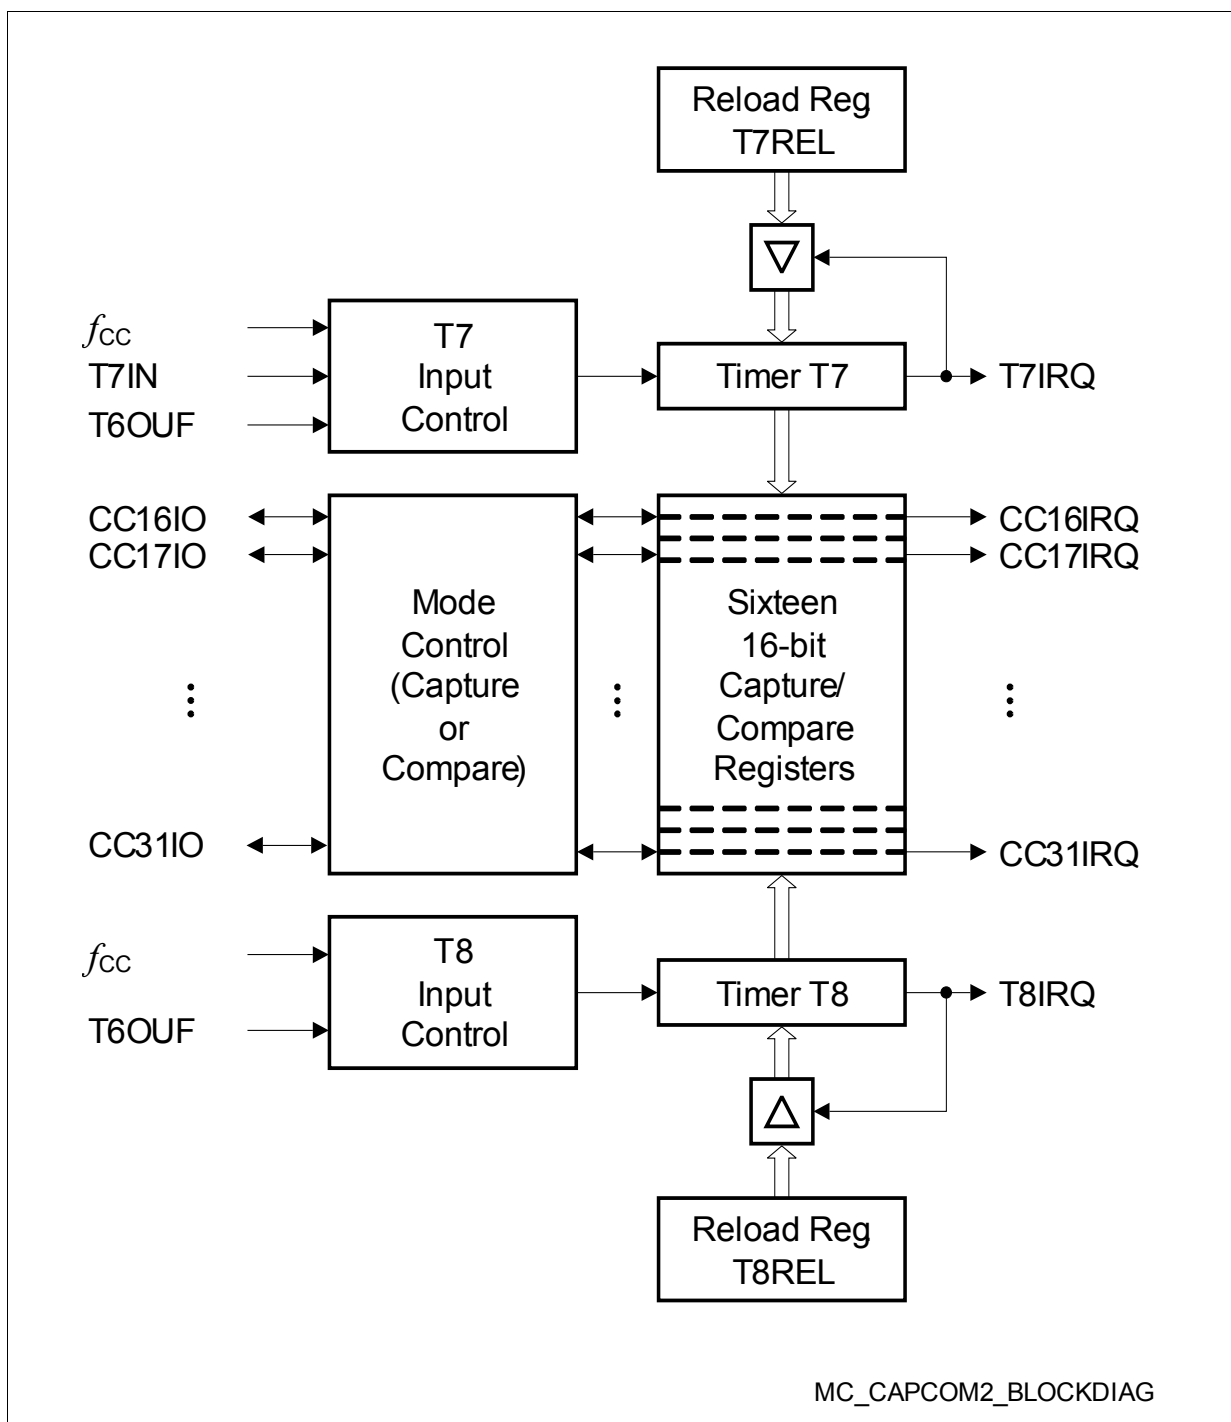 Reload Reg
T7REL
fCC
T7IN
T6OUF
T7
Input
Control
Timer T7
T7IRQ
CC16IO
CC17IO
CC31IO
Mode
Control
(Capture
or
Compare)
Sixteen
16-bit
Capture/
Compare
Registers
CC16IRQ
CC17IRQ
CC31IRQ
fCC
T6OUF
T8
Input
Control
Timer T8
T8IRQ
Reload Reg
T8REL
MC_CAPCOM2_BLOCKDIAG